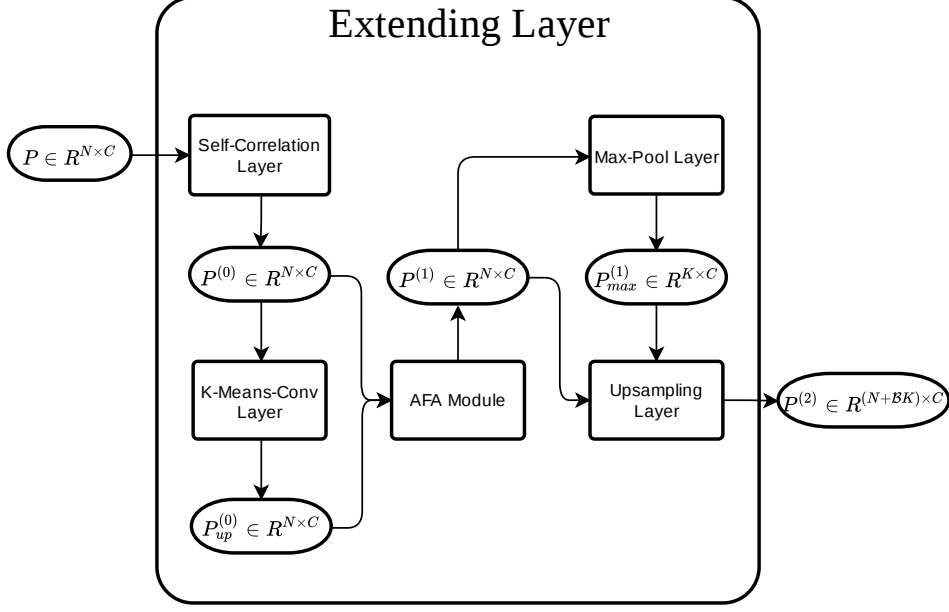 Extending Layer
P ∈ R^{N×C}
Self-Correlation
Layer
P^{(0)} ∈ R^{N×C}
K-Means-Conv
Layer
P_{up}^{(0)} ∈ R^{N×C}
AFA Module
P^{(1)} ∈ R^{N×C}
Max-Pool Layer
P_{max}^{(1)} ∈ R^{K×C}
Upsampling
Layer
P^{(2)} ∈ R^{(N+ℬK)×C}